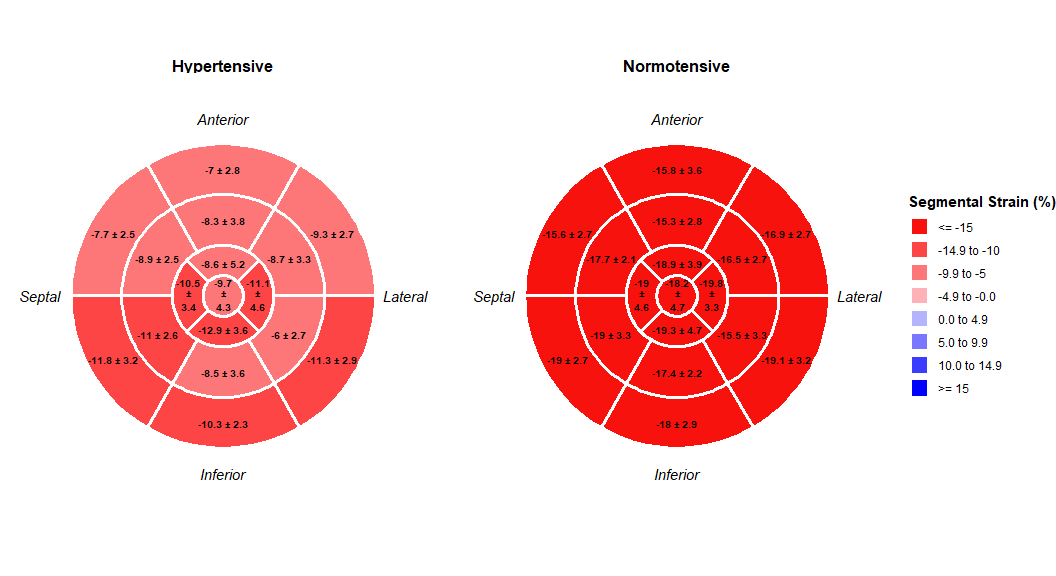 Hypertensive
Anterior
-7 ± 2.8
-8.3 ± 3.8
-7.7 ± 2.5
-9.3 ± 2.7
-8.9 ± 2.5
-8.7 ± 3.3
-8.6 ± 5.2
-10.5
±
3.4
-9.7
±
4.3
-11.1
±
4.6
Septal
Lateral
-12.9 ± 3.6
-11 ± 2.6
-6 ± 2.7
-11.8 ± 3.2
-11.3 ± 2.9
-8.5 ± 3.6
-10.3 ± 2.3
Inferior
Normotensive
Anterior
-15.8 ± 3.6
-15.3 ± 2.8
-15.6 ± 2.7
-16.9 ± 2.7
-17.7 ± 2.1
-16.5 ± 2.7
-18.9 ± 3.9
-19
±
4.6
-18.2
±
4.7
-19.8
±
3.3
Septal
Lateral
-19.3 ± 4.7
-19 ± 3.3
-15.5 ± 3.3
-19 ± 2.7
-19.1 ± 3.2
-17.4 ± 2.2
-18 ± 2.9
Inferior
Segmental Strain (%)
<= -15
-14.9 to -10
-9.9 to -5
-4.9 to -0.0
0.0 to 4.9
5.0 to 9.9
10.0 to 14.9
>= 15